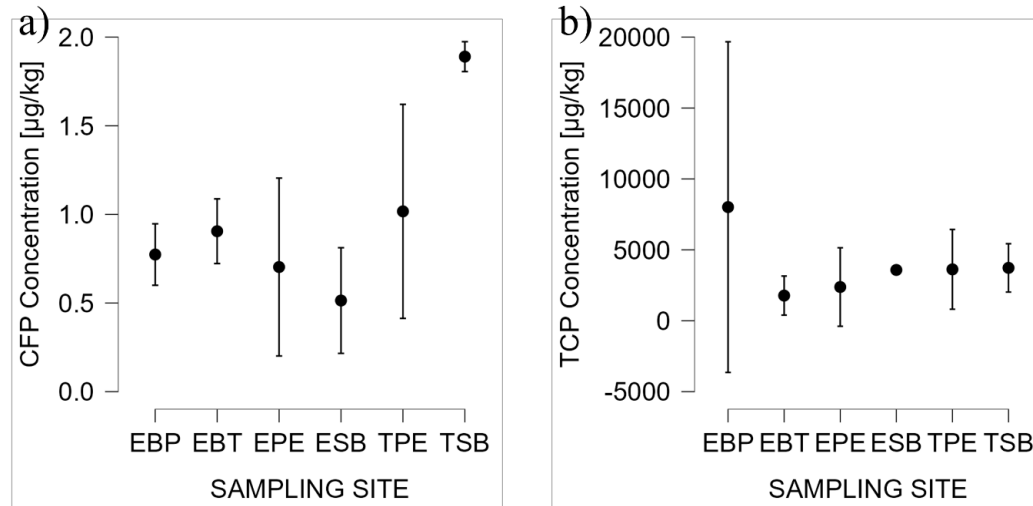 a)
CFP Concentration [µg/kg]
2.0
1.5
1.0
0.5
0.0
EBP EBT EPE ESB TPE TSB
SAMPLING SITE
b)
TCP Concentration [µg/kg]
20000
15000
10000
5000
0
-5000
EBP EBT EPE ESB TPE TSB
SAMPLING SITE